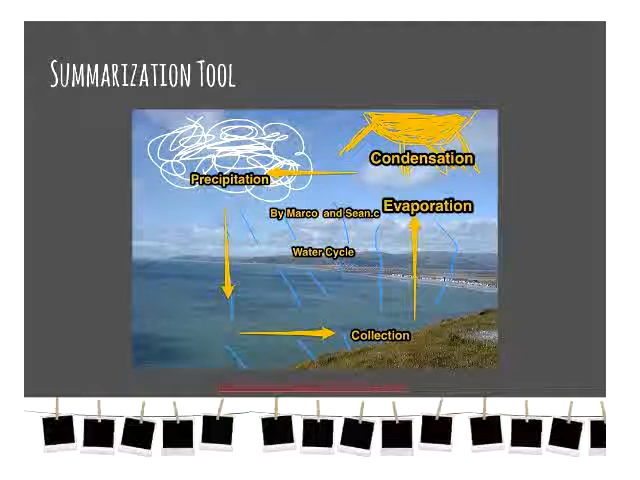 Summarization Tool
Condensation
Precipitation
Evaporation
By Marco and Sean.c
Water Cycle
Collection